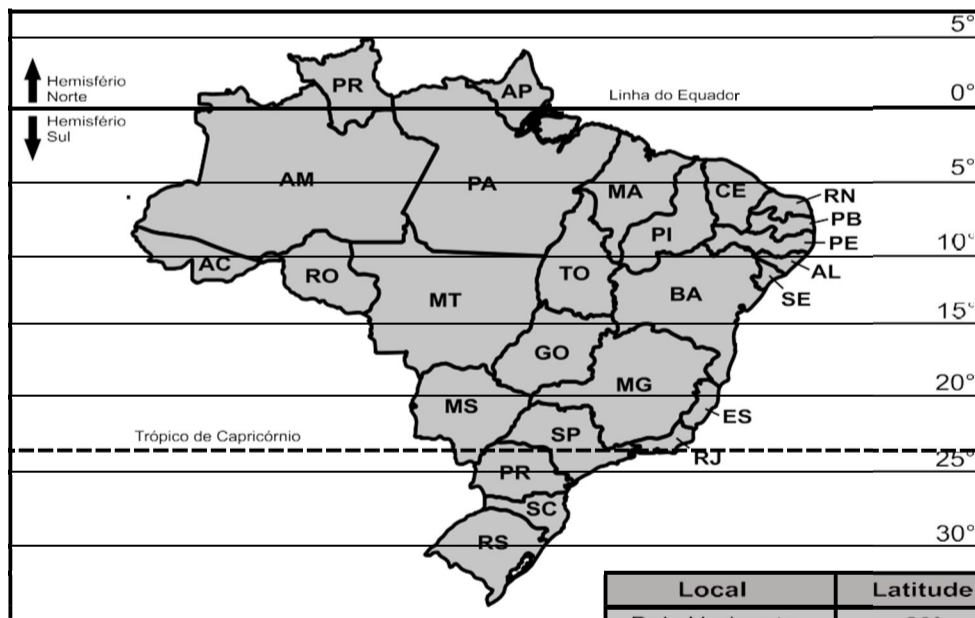 5°
PR
AP
Hemisfério
Norte
Linha do Equador
0°
Hemisfério
Sul
AM
PA
MA
CE
5°
RN
PB
PI
PE
10°
AC
RO
TO
AL
MT
BA
SE
15°
GO
MG
20°
MS
ES
SP
Trópico de Capricórnio
RJ
25°
PR
SC
RS
30°
Local Latitude